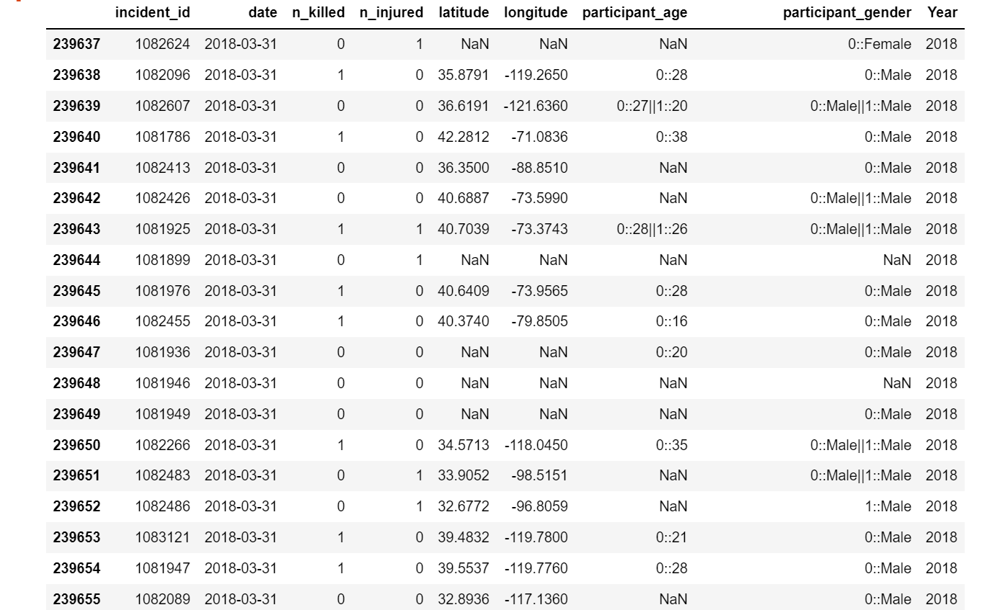 incident_id date n_killed n_injured latitude longitude participant_age participant_gender Year
239637 1082624 2018-03-31 0 1 NaN NaN NaN 0::Female 2018
239638 1082096 2018-03-31 1 0 35.8791 -119.2650 0::28 0::Male 2018
239639 1082607 2018-03-31 0 0 36.6191 -121.6360 0::27||1::20 0::Male||1::Male 2018
239640 1081786 2018-03-31 1 0 42.2812 -71.0836 0::38 0::Male 2018
239641 1082413 2018-03-31 0 0 36.3500 -88.8510 NaN 0::Male 2018
239642 1082426 2018-03-31 0 0 40.6887 -73.5990 NaN 0::Male||1::Male 2018
239643 1081925 2018-03-31 1 1 40.7039 -73.3743 0::28||1::26 0::Male||1::Male 2018
239644 1081899 2018-03-31 0 1 NaN NaN NaN NaN 2018
239645 1081976 2018-03-31 1 0 40.6409 -73.9565 0::28 0::Male 2018
239646 1082455 2018-03-31 1 0 40.3740 -79.8505 0::16 0::Male 2018
239647 1081936 2018-03-31 0 0 NaN NaN 0::20 0::Male 2018
239648 1081946 2018-03-31 0 0 NaN NaN NaN NaN 2018
239649 1081949 2018-03-31 0 0 NaN NaN NaN 0::Male 2018
239650 1082266 2018-03-31 1 0 34.5713 -118.0450 0::35 0::Male||1::Male 2018
239651 1082483 2018-03-31 0 1 33.9052 -98.5151 NaN 0::Male||1::Male 2018
239652 1082486 2018-03-31 0 1 32.6772 -96.8059 NaN 1::Male 2018
239653 1083121 2018-03-31 1 0 39.4832 -119.7800 0::21 0::Male 2018
239654 1081947 2018-03-31 1 0 39.5537 -119.7760 0::28 0::Male 2018
239655 1082089 2018-03-31 0 0 32.8936 -117.1360 NaN 0::Male 2018